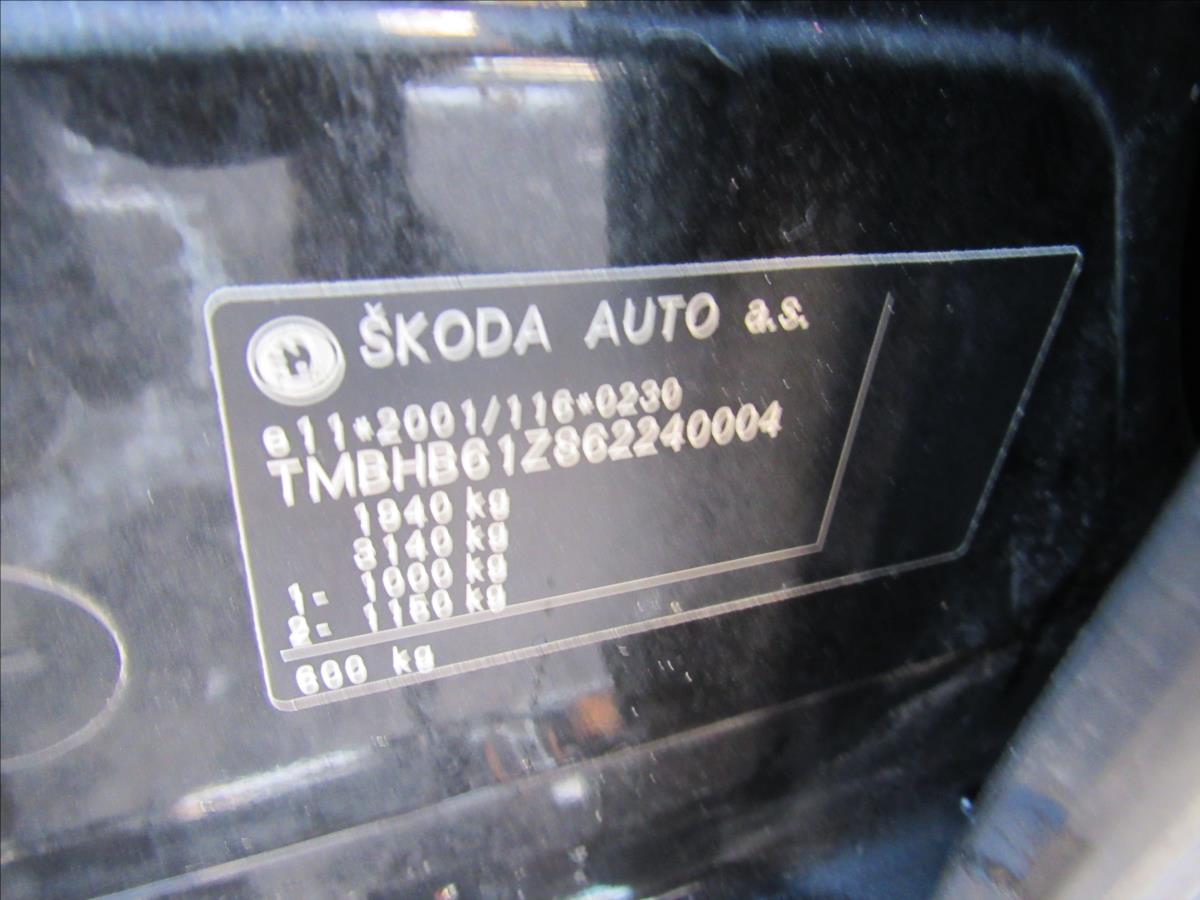 ŠKODA AUTO a.s.
e11*2001/116*0230
TMBHB61Z862240004
1940 kg
3140 kg
1- 1000 kg
2- 1150 kg
600 kg